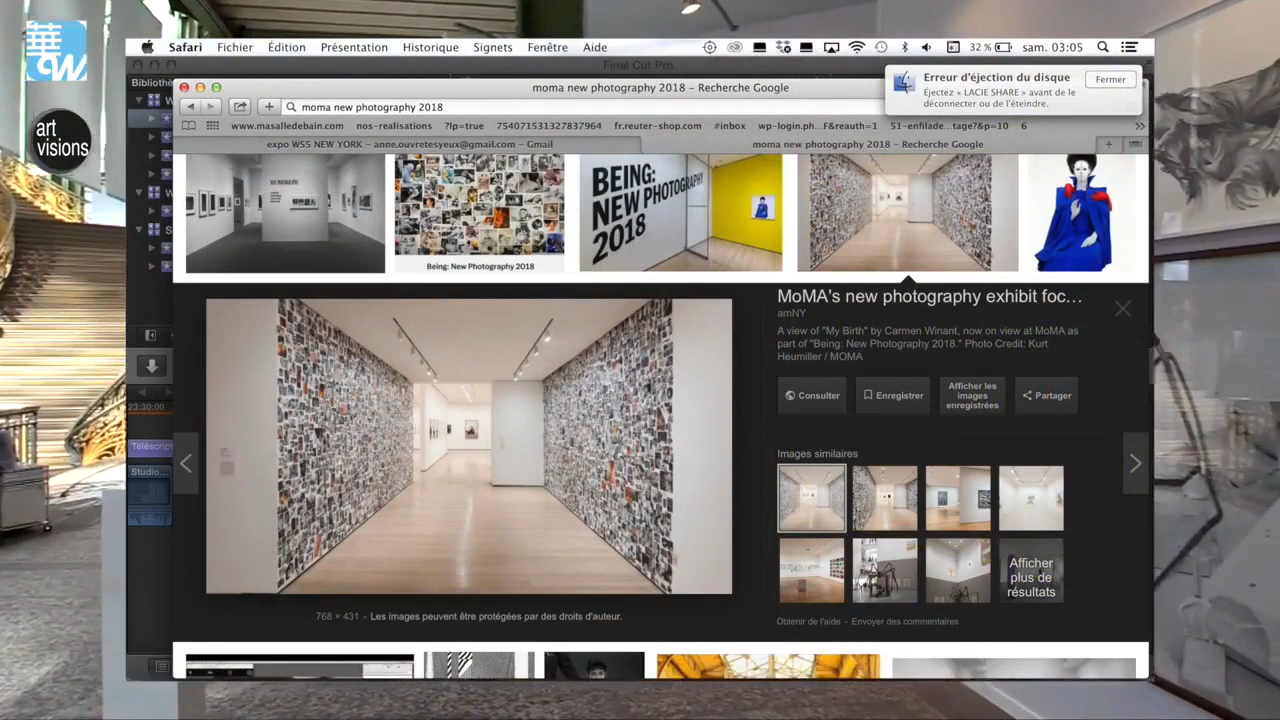 華
W
art
visions
Safari Fichier Édition Présentation Historique Signets Fenêtre Aide
32 % sam. 03:05
Final Cut Pro
Erreur d'éjection du disque
Éjectez « LACIE SHARE » avant de
déconnecter ou de l'éteindre.
Fermer
Biblioth
moma new photography 2018 – Recherche Google
moma new photography 2018
www.masalledebain.com nos-realisations ?lp=true 7540715313278379​64 fr.reuter-shop.com #inbox wp-login.ph...F&reauth=1 S1-enfilade...tage?&p=10 6
expo WS5 NEW YORK – anne.ouvretesyeux@gmail.com – Gmail
moma new photography 2018 – Recherche Google
BEING:
NEW PHOTOGRAPHY
2018
Being: New Photography 2018
MoMA's new photography exhibit foc…
amNY
A view of "My Birth" by Carmen Winant, now on view at MoMA as
part of "Being: New Photography 2018." Photo Credit: Kurt
Heumiller / MOMA
Consulter
Enregistrer
Afficher les
images
enregistrées
Partager
23:30:00
Téléscript
Studio...
Images similaires
Afficher
plus de
résultats
768 × 431 - Les images peuvent être protégées par des droits d'auteur.
Obtenir de l'aide - Envoyer des commentaires